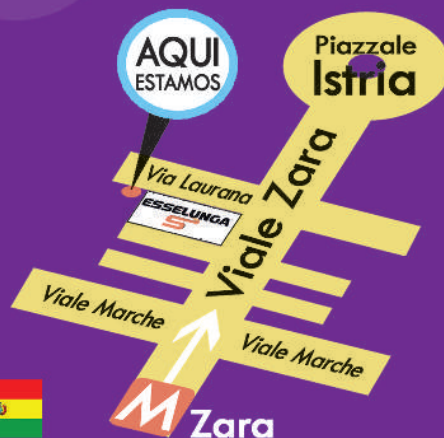 AQUI
ESTAMOS
Piazzale
Istria
Via Laurana
ESSELUNGA
S
Viale Zara
Viale Marche
Viale Marche
M Zara